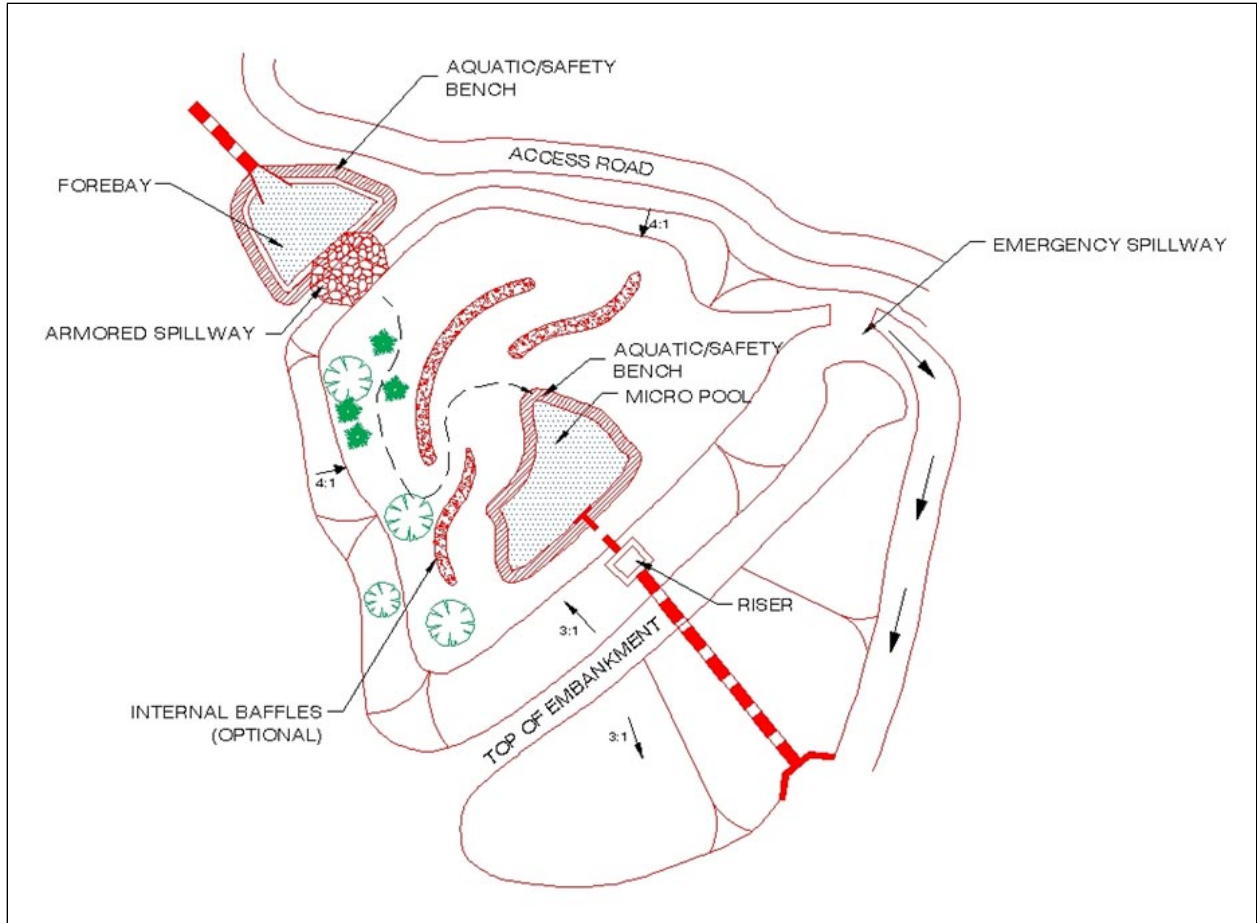 AQUATIC/SAFETY
BENCH
ACCESS ROAD
FOREBAY
4:1
EMERGENCY SPILLWAY
ARMORED SPILLWAY
AQUATIC/SAFETY
BENCH
MICRO POOL
4:1
RISER
3:1
INTERNAL BAFFLES
(OPTIONAL)
TOP OF EMBANKMENT
3:1